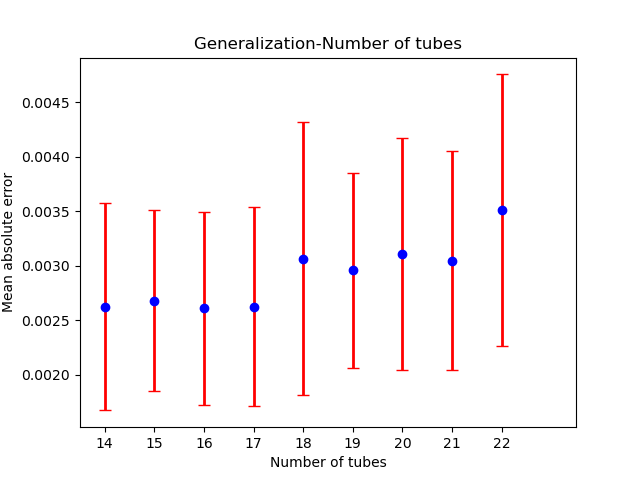 Generalization-Number of tubes
Mean absolute error
0.0045
0.0040
0.0035
0.0030
0.0025
0.0020
14 15 16 17 18 19 20 21 22
Number of tubes